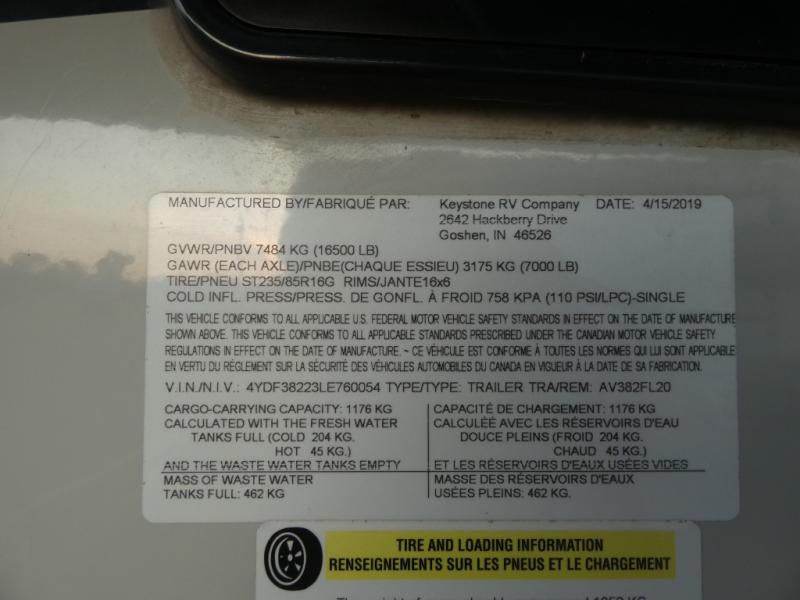 MANUFACTURED BY/FABRIQUÉ PAR: Keystone RV Company DATE: 4/15/2019
2642 Hackberry Drive
Goshen, IN 46526
GVWR/PNBV 7484 KG (16500 LB)
GAWR (EACH AXLE)/PNBE(CHAQUE ESSIEU) 3175 KG (7000 LB)
TIRE/PNEU ST235/85R16G RIMS/JANTE16x6
COLD INFL. PRESS/PRESS. DE GONFL. À FROID 758 KPA (110 PSI/LPC)-SINGLE
THIS VEHICLE CONFORMS TO ALL APPLICABLE U.S. FEDERAL MOTOR VEHICLE SAFETY STANDARDS IN EFFECT ON THE DATE OF MANUFACTURE
SHOWN ABOVE. THIS VEHICLE CONFORMS TO ALL APPLICABLE STANDARDS PRESCRIBED UNDER THE CANADIAN MOTOR VEHICLE SAFETY
REGULATIONS IN EFFECT ON THE DATE OF MANUFACTURE. ~ CE VÉHICULE EST CONFORME À TOUTES LES NORMES QUI LUI SONT APPLICABLE
EN VERTU DU RÉGLEMENT SUR LA SÉCURITÉ DES VÉHICULES AUTOMOBILES DU CANADA EN VIGUEUR À LA DATE DE SA FABRICATION.
V.I.N./N.I.V.: 4YDF38223LE760054 TYPE/TYPE: TRAILER TRA/REM: AV382FL20
CARGO-CARRYING CAPACITY: 1176 KG
CALCULATED WITH THE FRESH WATER
TANKS FULL (COLD 204 KG.
HOT 45 KG.)
AND THE WASTE WATER TANKS EMPTY
MASS OF WASTE WATER
TANKS FULL: 462 KG
CAPACITÉ DE CHARGEMENT: 1176 KG
CALCULÉE AVEC LES RÉSERVOIRS D'EAU
DOUCE PLEINS (FROID 204 KG.
CHAUD 45 KG.)
ET LES RÉSERVOIRS D'EAUX USÉES VIDES
MASSE DES RÉSERVOIRS D'EAUX
USÉES PLEINS: 462 KG.
TIRE AND LOADING INFORMATION
RENSEIGNEMENTS SUR LES PNEUS ET LE CHARGEMENT